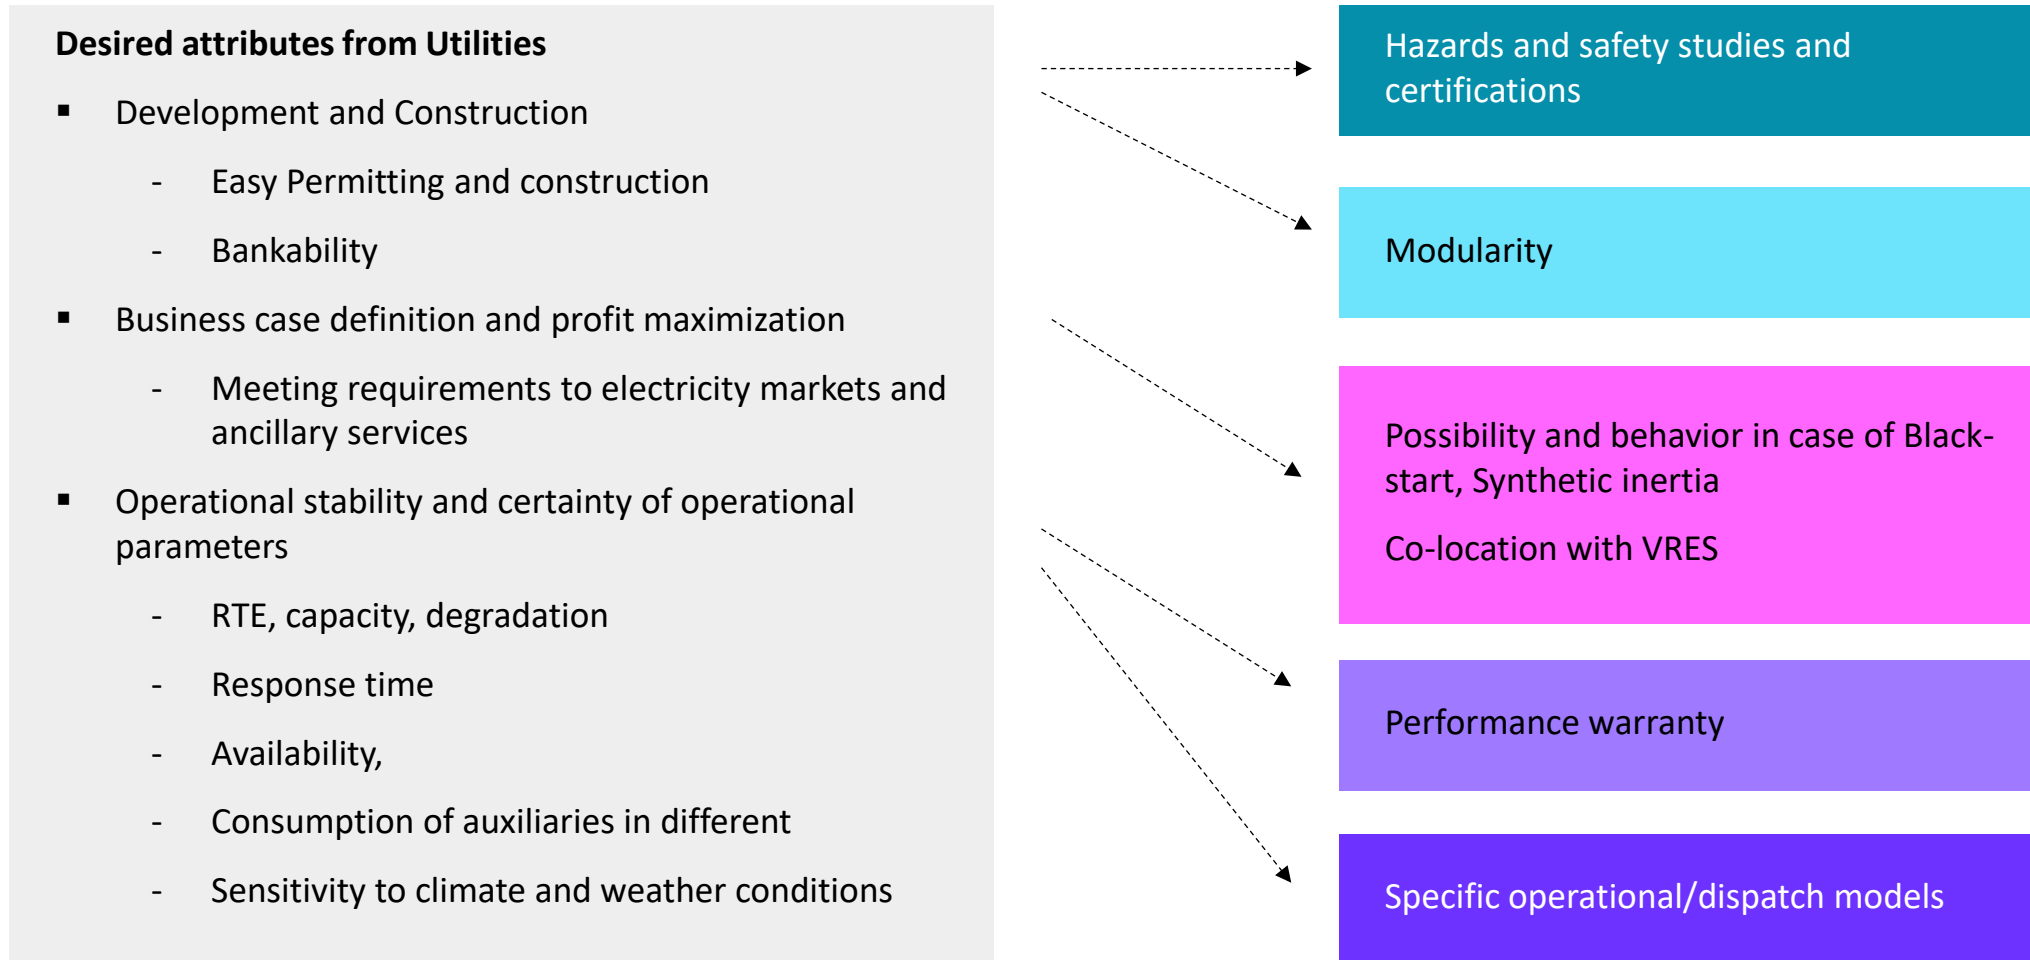 Desired attributes from Utilities
▪ Development and Construction
- Easy Permitting and construction
- Bankability
▪ Business case definition and profit maximization
- Meeting requirements to electricity markets and
ancillary services
▪ Operational stability and certainty of operational
parameters
- RTE, capacity, degradation
- Response time
- Availability,
- Consumption of auxiliaries in different
- Sensitivity to climate and weather conditions
Hazards and safety studies and
certifications
Modularity
Possibility and behavior in case of Black-
start, Synthetic inertia
Co-location with VRES
Performance warranty
Specific operational/dispatch models